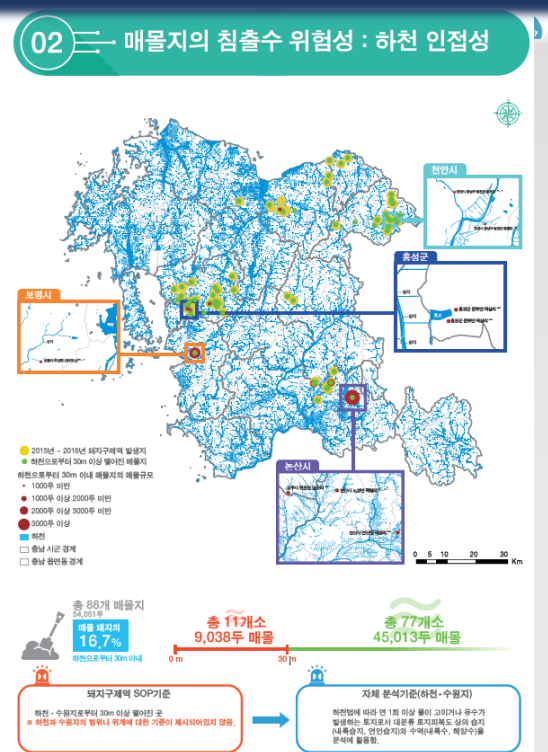 02
매몰지의 침출수 위험성 : 하천 인접성
천안시
홍성군
보령시
논산시
2015년 ~ 2016년 돼지구제역 발생지
하천으로부터 30m 이상 떨어진 매몰지
하천으로부터 30m 이내 매몰지의 매몰규모
1000두 미만
1000두 이상 2000두 미만
2000두 이상 3000두 미만
3000두 이상
하천
충남 시군 경계
충남 읍면동 경계
0 5 10 20 30
Km
총 88개 매몰지
54,051두
매몰 돼지의
16.7%
하천으로부터 30m 이내
총 11개소
9,038두 매몰
총 77개소
45,013두 매몰
0 m
30 m
돼지구제역 SOP기준
하천·수원지로부터 30m 이상 떨어진 곳
※ 하천과 수원지의 범위나 위계에 대한 기준이 제시되어있지 않음.
자체 분석기준(하천·수원지)
하천법에 따라 연 1회 이상 물이 고이거나 유수가
발생하는 토지로서 대분류 토지피복도 상의 습지
(내륙습지, 연안습지)와 수역(내륙수, 해양수)을
분석에 활용함.